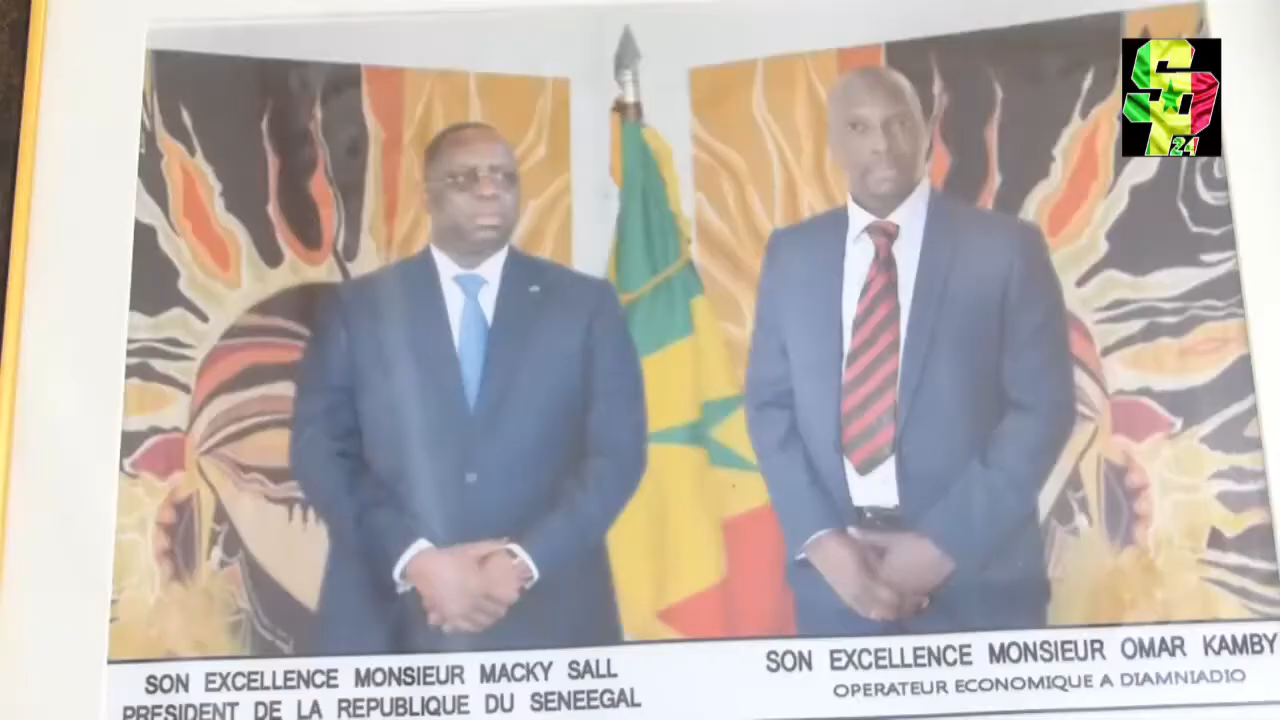 SP
24
SON EXCELLENCE MONSIEUR MACKY SALL
PRESIDENT DE LA REPUBLIQUE DU SENEEGAL
SON EXCELLENCE MONSIEUR OMAR KAMBY
OPERATEUR ECONOMIQUE A DIAMNIADIO